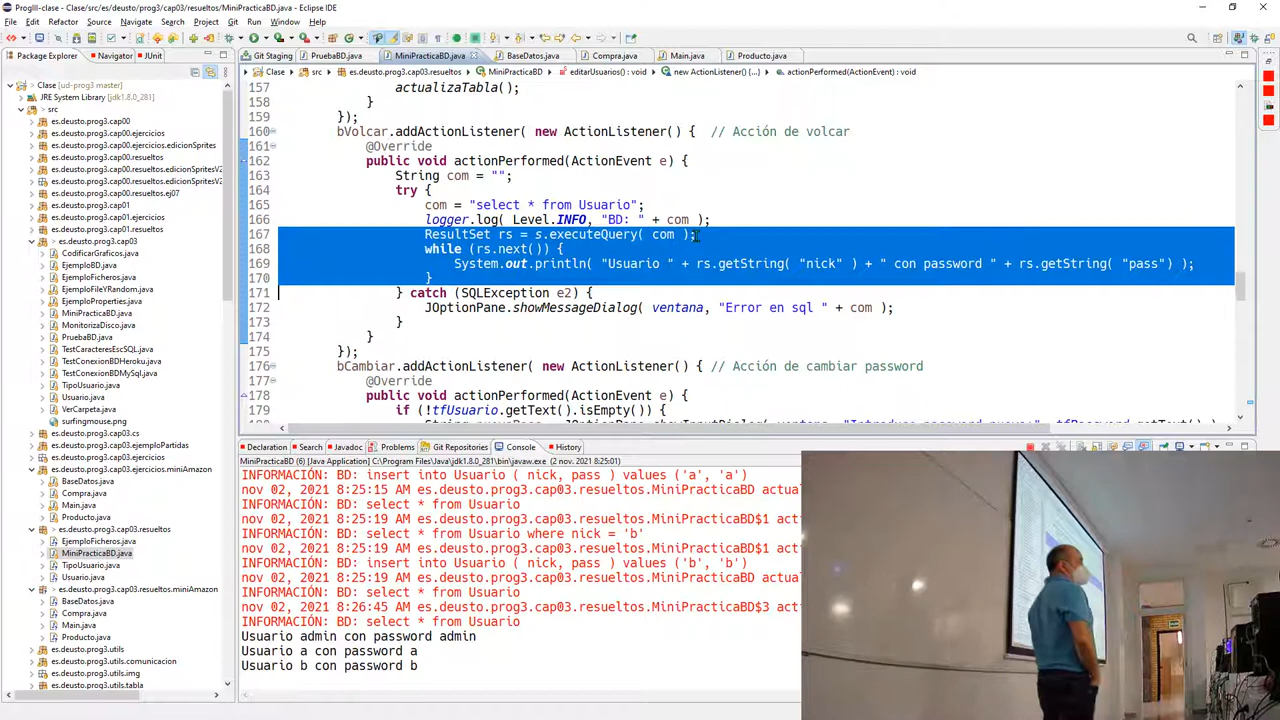 ProgIII-clase - Clase/src/es/deusto/prog3/cap03/resueltos/MiniPracticaBD.java - Eclipse IDE
File Edit Refactor Source Navigate Search Project Git Run Window Help
Package Explorer Navigator JUnit
Clase [ud-prog3 master]
JRE System Library [jdk1.8.0_281]
src
es.deusto.prog3.cap00
es.deusto.prog3.cap00.ejercicios
es.deusto.prog3.cap00.ejercicios.edicionSprites
es.deusto.prog3.cap00.resueltos
es.deusto.prog3.cap00.resueltos.edicionSpritesV2
es.deusto.prog3.cap00.resueltos.edicionSpritesV2
es.deusto.prog3.cap00.resueltos.ej07
es.deusto.prog3.cap01
es.deusto.prog3.cap01.ejercicios
es.deusto.prog3.cap01.resueltos
es.deusto.prog3.cap03
CodificarGraficos.java
EjemploBD.java
EjemploFileYRandom.java
EjemploProperties.java
MiniPracticaBD.java
MonitorizaDisco.java
PruebaBD.java
TestCaracteresEscSQL.java
TestConexionBDHeroku.java
TestConexionBDMySql.java
TipoUsuario.java
Usuario.java
VerCarpeta.java
surfingmouse.png
es.deusto.prog3.cap03.cs
es.deusto.prog3.cap03.ejemploPartidas
es.deusto.prog3.cap03.ejercicios
es.deusto.prog3.cap03.ejercicios.miniAmazon
BaseDatos.java
Compra.java
Main.java
Producto.java
es.deusto.prog3.cap03.resueltos
EjemploFicheros.java
MiniPracticaBD.java
TipoUsuario.java
Usuario.java
es.deusto.prog3.cap03.resueltos.miniAmazon
BaseDatos.java
Compra.java
Main.java
Producto.java
es.deusto.prog3.utils
es.deusto.prog3.utils.comunicacion
es.deusto.prog3.utils.img
es.deusto.prog3.utils.tabla
Git Staging PruebaBD.java MiniPracticaBD.java BaseDatos.java Compra.java Main.java Producto.java
Clase src es.deusto.prog3.cap03.resueltos MiniPracticaBD editarUsuarios() : void new ActionListener() {...} actionPerformed(ActionEvent) : void
157 actualizaTabla();
158 }
159 });
160 bVolcar.addActionListener( new ActionListener() { // Acción de volcar
161 @Override
162 public void actionPerformed(ActionEvent e) {
163 String com = "";
164 try {
165 com = "select * from Usuario";
166 logger.log( Level.INFO, "BD: " + com );
167 ResultSet rs = s.executeQuery( com );
168 while (rs.next()) {
169 System.out.println( "Usuario " + rs.getString( "nick" ) + " con password " + rs.getString( "pass") );
170 }
171 } catch (SQLException e2) {
172 JOptionPane.showMessageDialog( ventana, "Error en sql " + com );
173 }
174 }
175 });
176 bCambiar.addActionListener( new ActionListener() { // Acción de cambiar password
177 @Override
178 public void actionPerformed(ActionEvent e) {
179 if (!tfUsuario.getText().isEmpty()) {
Declaration Search Javadoc Problems Git Repositories Console History
MiniPracticaBD (6) [Java Application] C:\Program Files\Java\jdk1.8.0_281\bin\javaw.exe (2 nov. 2021 8:25:01)
INFORMACIÓN: BD: insert into Usuario ( nick, pass ) values ('a', 'a')
nov 02, 2021 8:25:15 AM es.deusto.prog3.cap03.resueltos.MiniPracticaBD actua
INFORMACIÓN: BD: select * from Usuario
nov 02, 2021 8:25:19 AM es.deusto.prog3.cap03.resueltos.MiniPracticaBD$1 act
INFORMACIÓN: BD: select * from Usuario where nick = 'b'
nov 02, 2021 8:25:19 AM es.deusto.prog3.cap03.resueltos.MiniPracticaBD$1 act
INFORMACIÓN: BD: insert into Usuario ( nick, pass ) values ('b', 'b')
nov 02, 2021 8:25:19 AM es.deusto.prog3.cap03.resueltos.MiniPracticaBD actua
INFORMACIÓN: BD: select * from Usuario
nov 02, 2021 8:26:45 AM es.deusto.prog3.cap03.resueltos.MiniPracticaBD$3 act
INFORMACIÓN: BD: select * from Usuario
Usuario admin con password admin
Usuario a con password a
Usuario b con password b